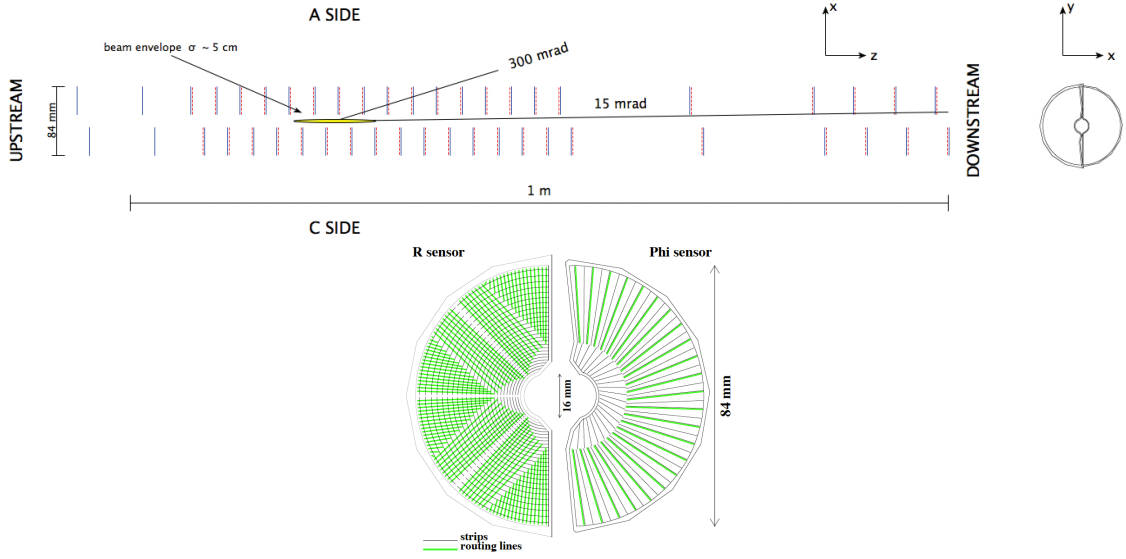 A SIDE
beam envelope σ ~ 5 cm
300 mrad
x
z
y
x
UPSTREAM
84 mm
15 mrad
DOWNSTREAM
1 m
C SIDE
R sensor
Phi sensor
16 mm
84 mm
strips
routing lines